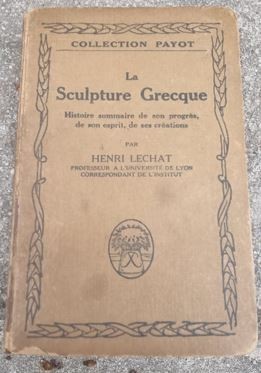 COLLECTION PAYOT
La
Sculpture Grecque
Histoire sommaire de son progrès,
de son esprit, de ses créations
PAR
HENRI LECHAT
PROFESSEUR A L'UNIVERSITÉ DE LYON
CORRESPONDANT DE L'INSTITUT